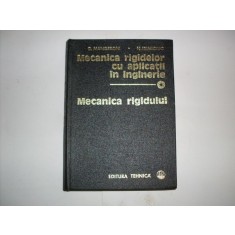 Mecanica rigidelor
cu aplicații
în inginerie
Mecanica rigidului
EDITURA TEHNICA